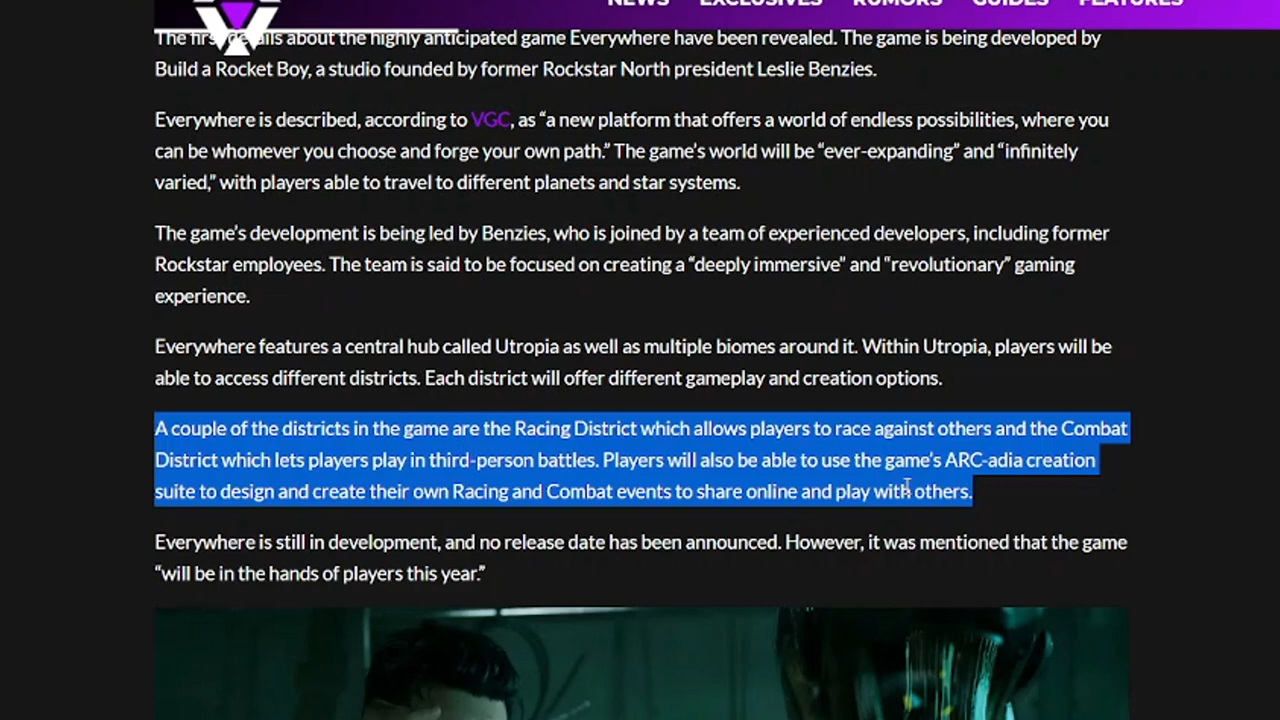 NEWS EXCLUSIVES RUMORS GUIDES FEATURES
The first details about the highly anticipated game Everywhere have been revealed. The game is being developed by
Build a Rocket Boy, a studio founded by former Rockstar North president Leslie Benzies.
Everywhere is described, according to VGC, as “a new platform that offers a world of endless possibilities, where you
can be whomever you choose and forge your own path.” The game’s world will be “ever-expanding” and “infinitely
varied,” with players able to travel to different planets and star systems.
The game’s development is being led by Benzies, who is joined by a team of experienced developers, including former
Rockstar employees. The team is said to be focused on creating a “deeply immersive” and “revolutionary” gaming
experience.
Everywhere features a central hub called Utropia as well as multiple biomes around it. Within Utropia, players will be
able to access different districts. Each district will offer different gameplay and creation options.
A couple of the districts in the game are the Racing District which allows players to race against others and the Combat
District which lets players play in third-person battles. Players will also be able to use the game’s ARC-adia creation
suite to design and create their own Racing and Combat events to share online and play with others.
Everywhere is still in development, and no release date has been announced. However, it was mentioned that the game
“will be in the hands of players this year.”